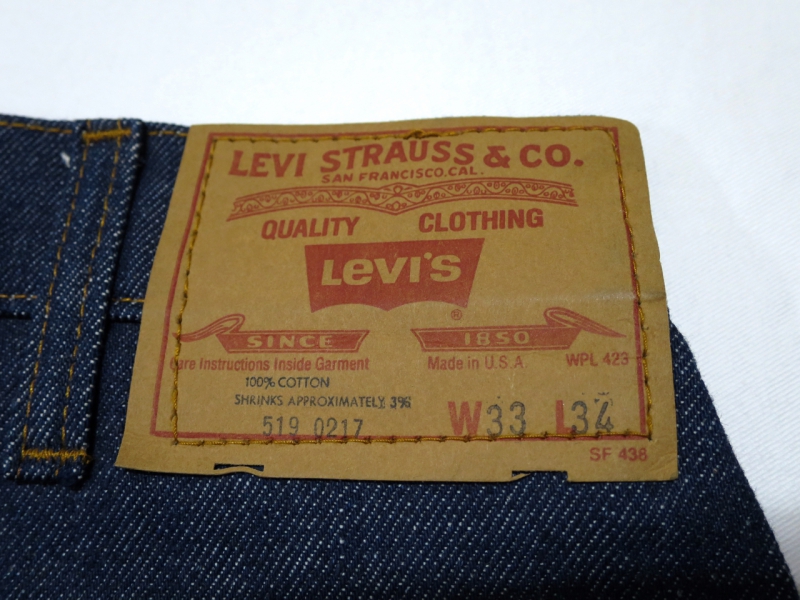 LEVI STRAUSS & CO.
SAN FRANCISCO.CAL.
QUALITY CLOTHING
LEVI'S
®
SINCE 1850
Care Instructions Inside Garment Made in U.S.A. WPL 423
100% COTTON
SHRINKS APPROXIMATELY 3%
519 0217 W33 L34
SF 438